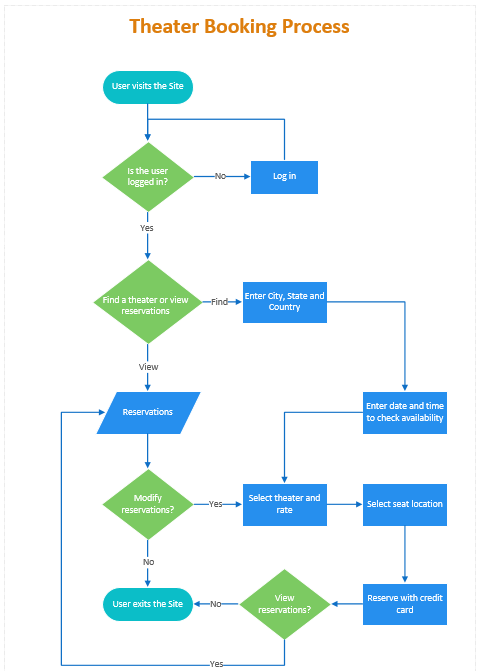 Theater Booking Process
User visits the Site
Is the user
logged in?
No
Log in
Yes
Find a theater or view
reservations
Find
Enter City, State and
Country
View
Reservations
Enter date and time
to check availability
Modify
reservations?
Yes
Select theater and
rate
Select seat location
No
User exits the Site
No
View
reservations?
Reserve with credit
card
Yes